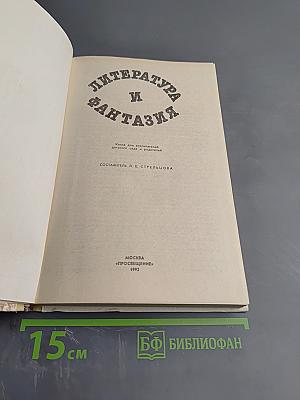 ЛИТЕРАТУРА
И
ФАНТАЗИЯ
Книга для воспитателей
детского сада и родителей
СОСТАВИТЕЛЬ Л. Е. СТРЕЛЬЦОВА
МОСКВА
«ПРОСВЕЩЕНИЕ»
1992
15 см
БФ БИБЛИОФАН